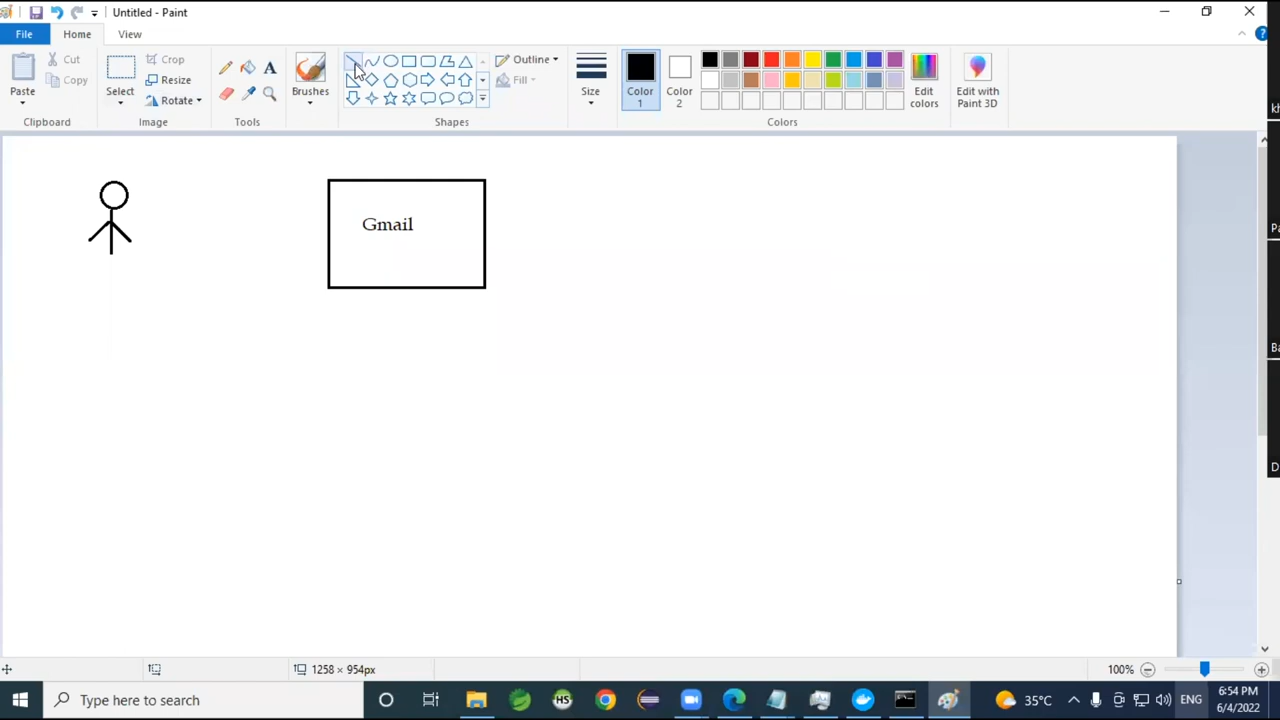 Untitled - Paint
File Home View
Cut
Copy
Paste
Clipboard
Crop
Resize
Rotate
Select
Image
Tools
Brushes
Outline
Fill
Shapes
Size
Color 1
Color 2
Edit colors
Edit with Paint 3D
Colors
Gmail
1258 × 954px
100%
Type here to search
HS
35°C
ENG
6:54 PM
6/4/2022